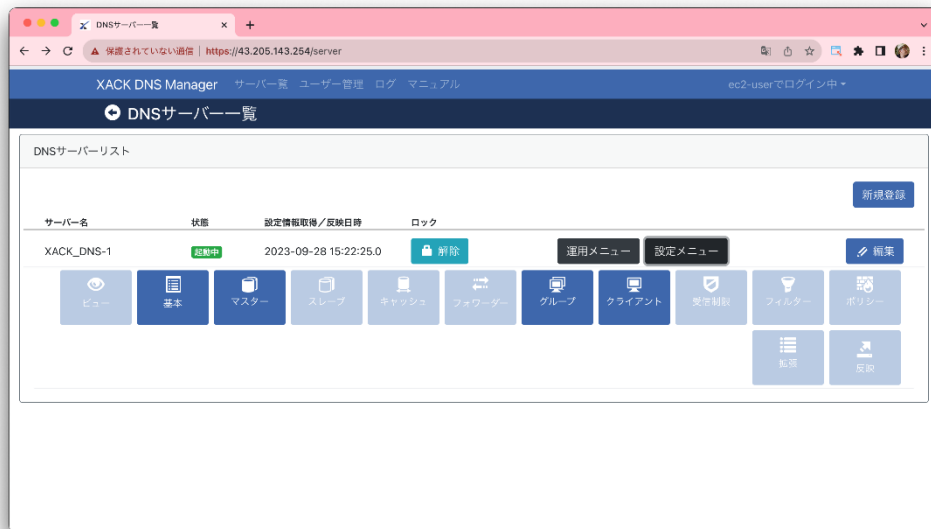 DNSサーバー一覧
保護されていない通信 | https://43.205.143.254/server
XACK DNS Manager サーバ一覧 ユーザー管理 ログ マニュアル ec2-userでログイン中
DNSサーバー一覧
DNSサーバーリスト
新規登録
サーバー名 状態 設定情報取得／反映日時 ロック
XACK_DNS-1 起動中 2023-09-28 15:22:25.0 解除 運用メニュー 設定メニュー 編集
ビュー 基本 マスター スレーブ キャッシュ フォワーダー グループ クライアント 受信制限 フィルター ポリシー
拡張 反映